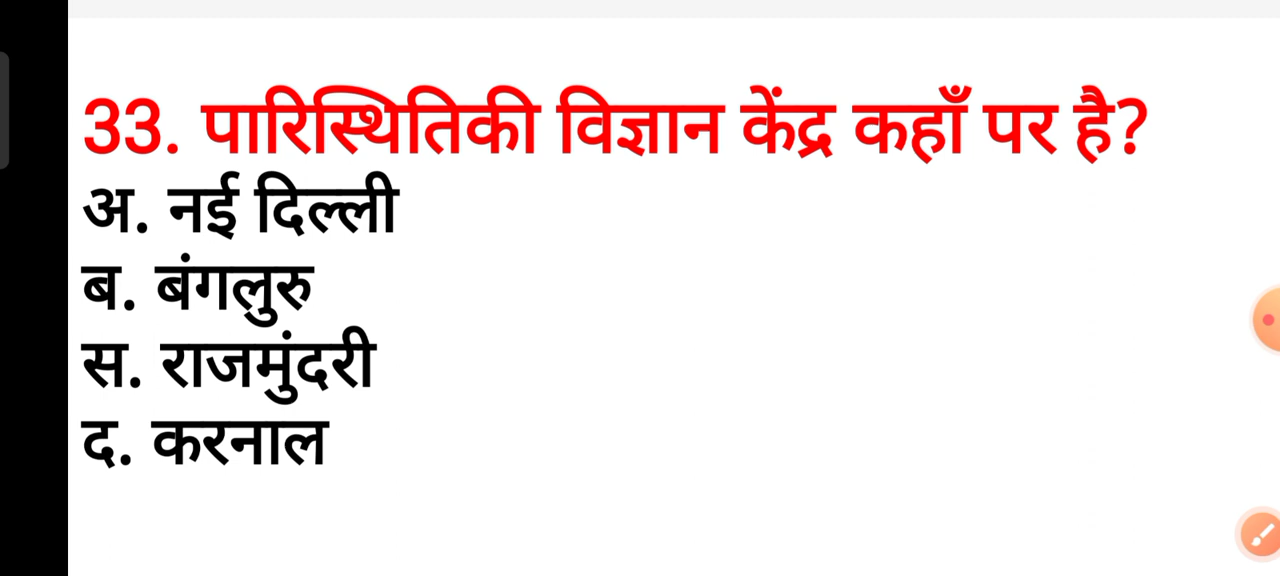 33. पारिस्थितिकी विज्ञान केंद्र कहाँ पर है?
अ. नई दिल्ली
ब. बंगलुरु
स. राजमुंदरी
द. करनाल